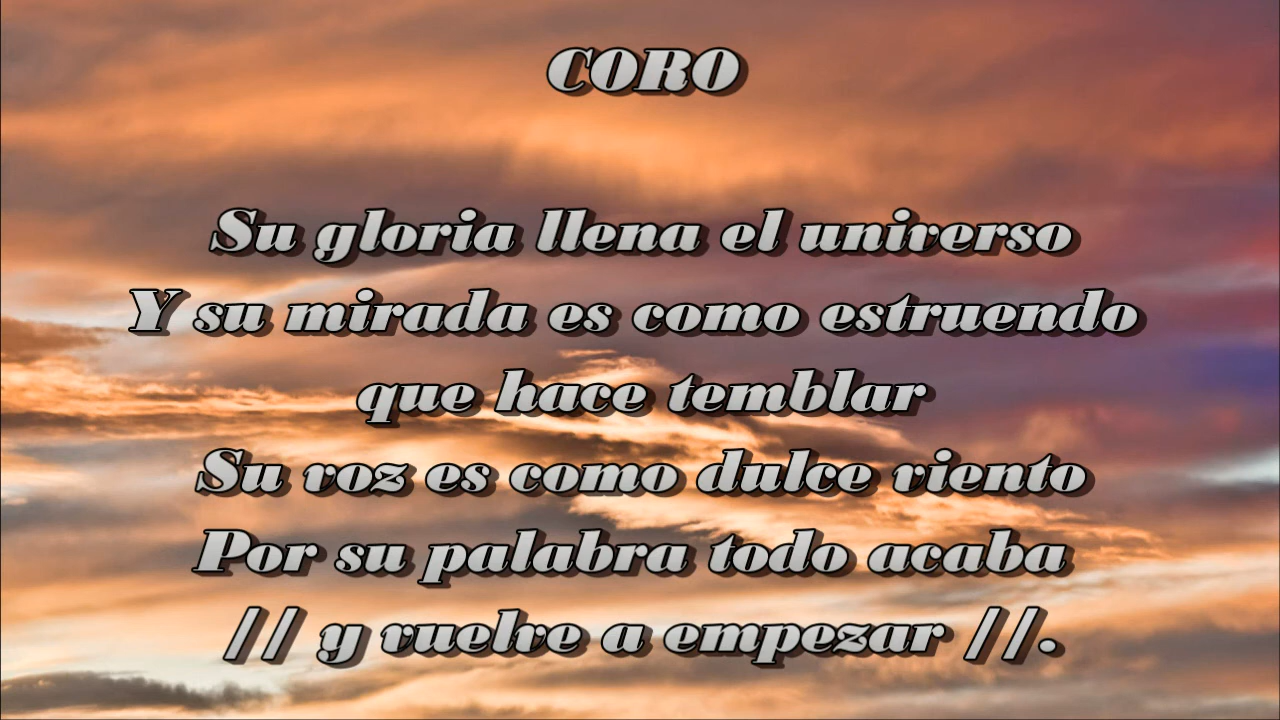 CORO
Su gloria llena el universo
Y su mirada es como estruendo
que hace temblar
Su voz es como dulce viento
Por su palabra todo acaba
// y vuelve a empezar //.